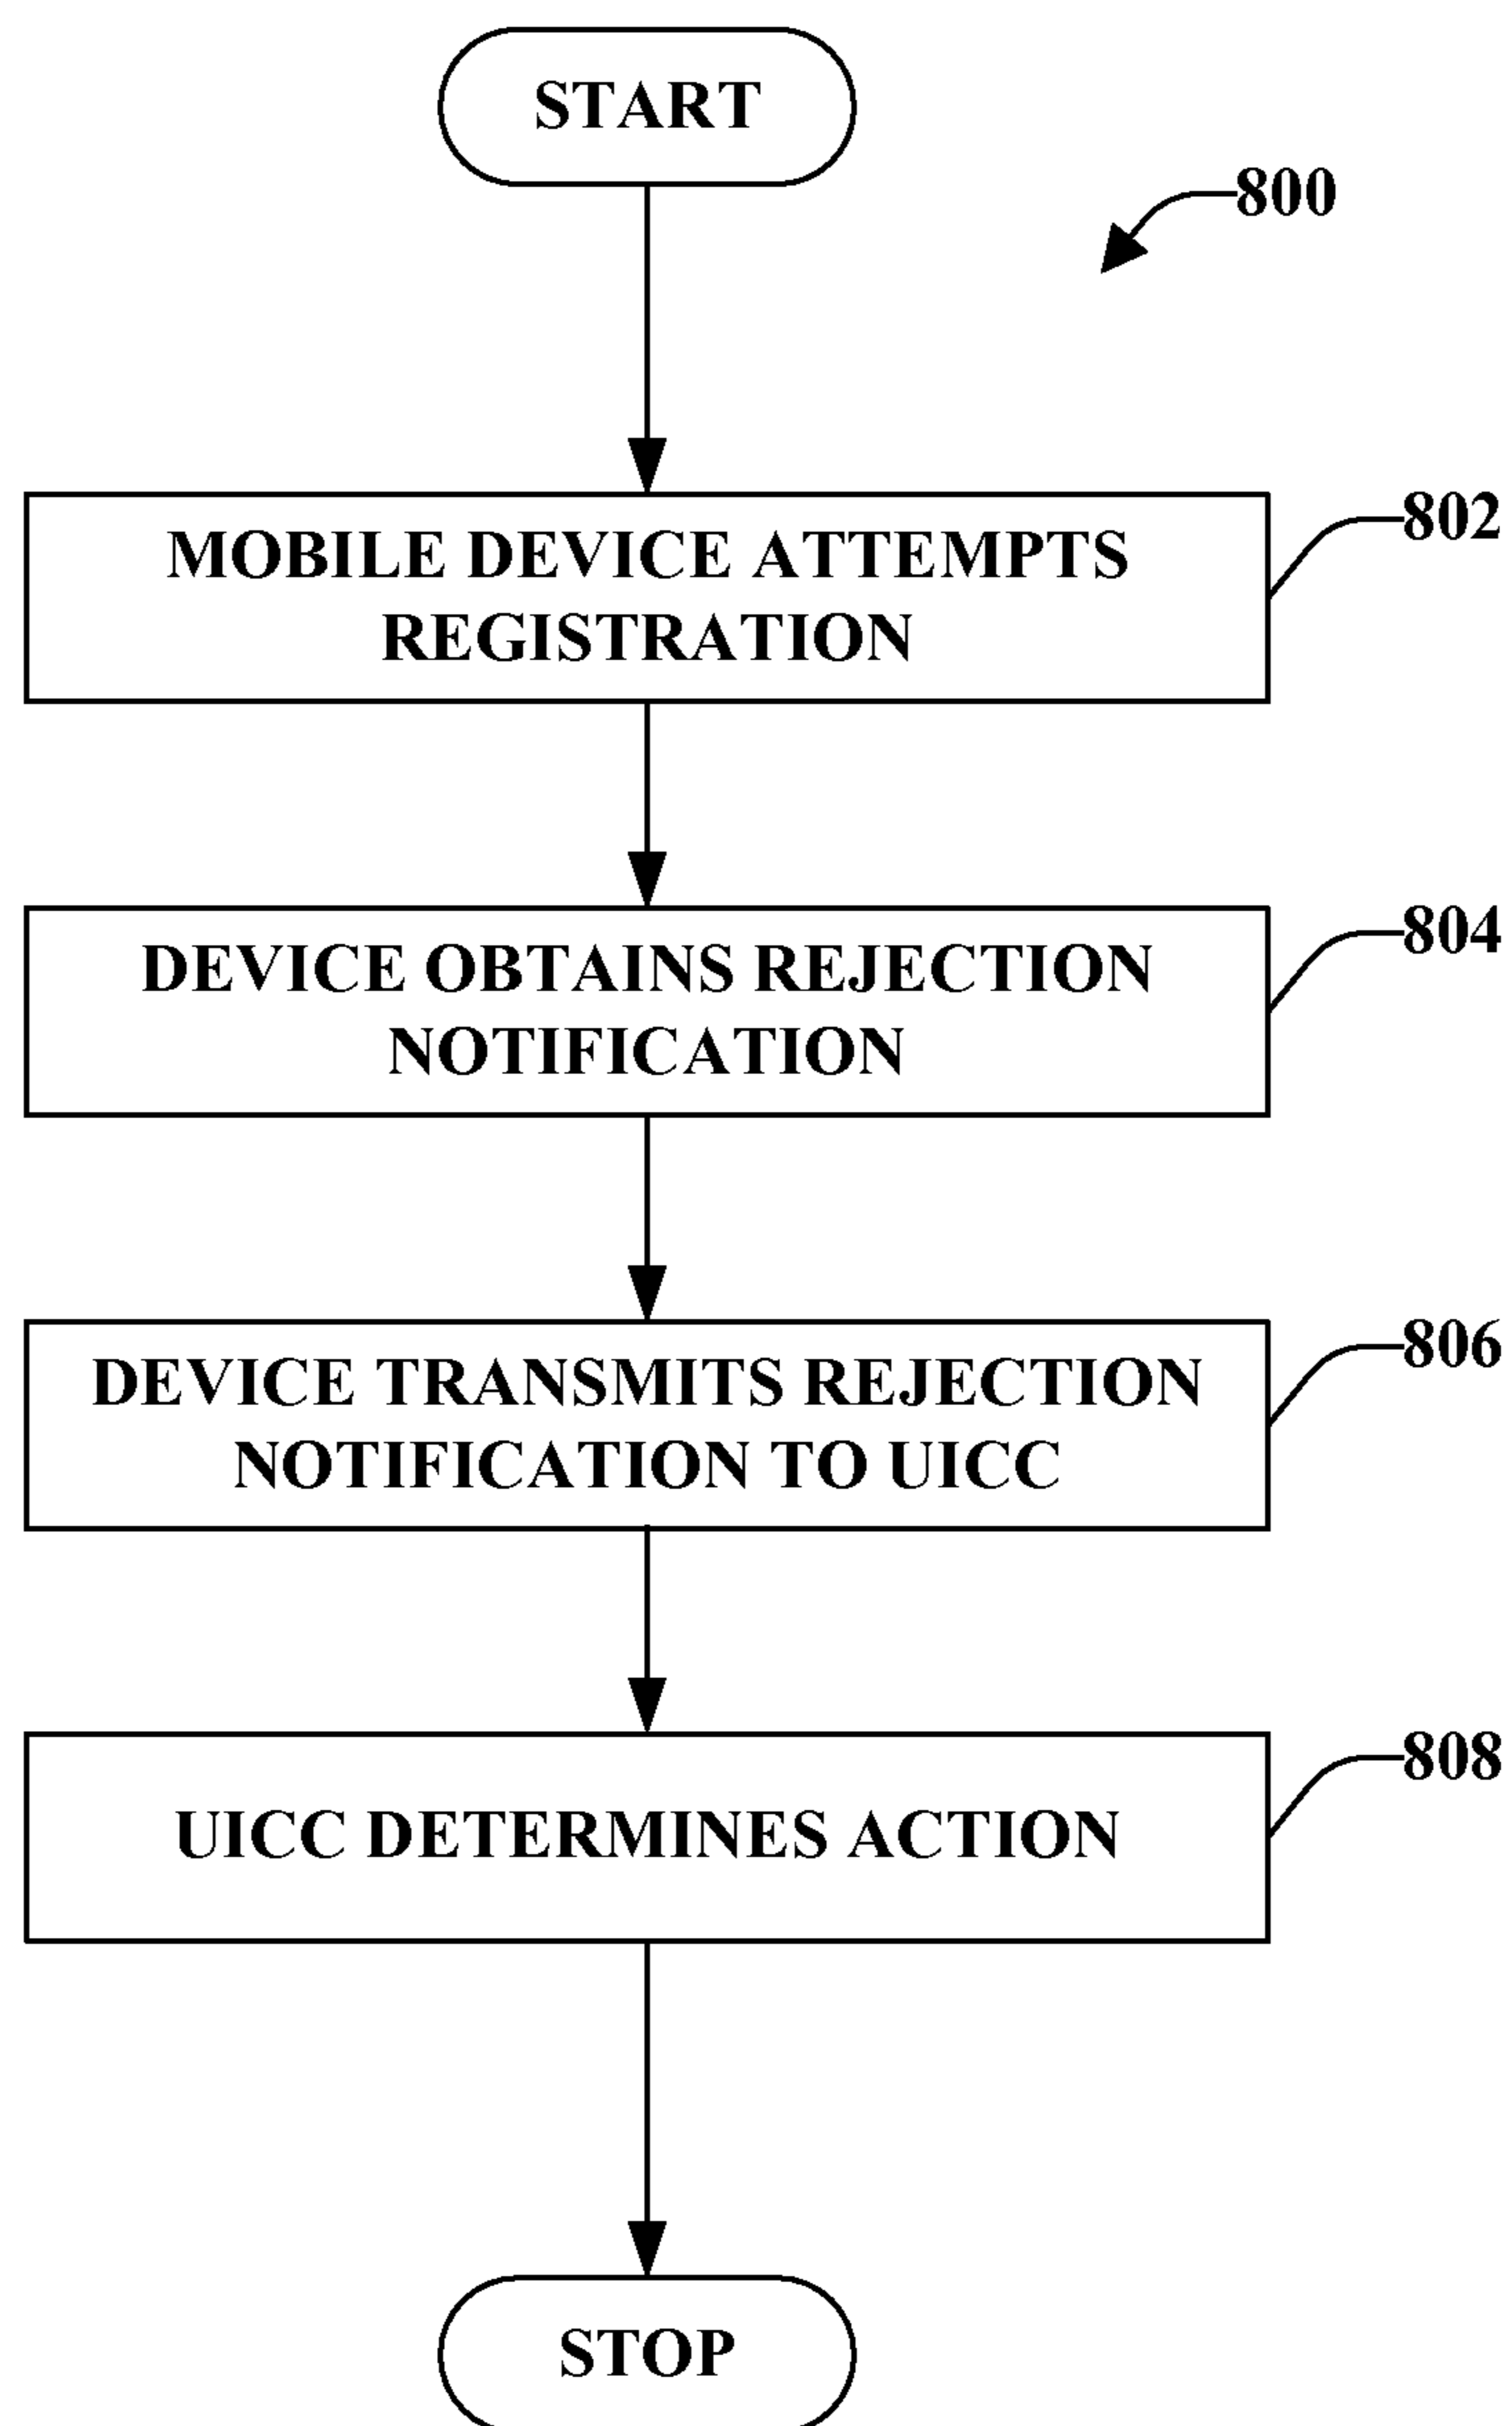 START
800
MOBILE DEVICE ATTEMPTS
REGISTRATION
802
DEVICE OBTAINS REJECTION
NOTIFICATION
804
DEVICE TRANSMITS REJECTION
NOTIFICATION TO UICC
806
UICC DETERMINES ACTION
808
STOP